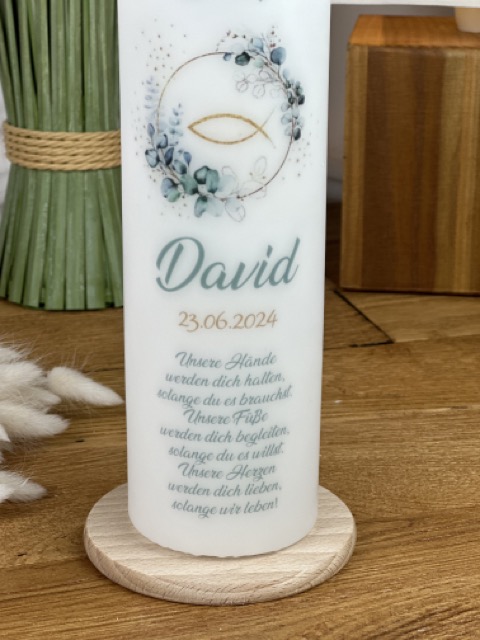 David
23.06.2024
Unsere Hände
werden dich halten,
solange du es brauchst.
Unsere Füße
werden dich begleiten,
solange du es willst.
Unsere Herzen
werden dich lieben,
solange wir leben!